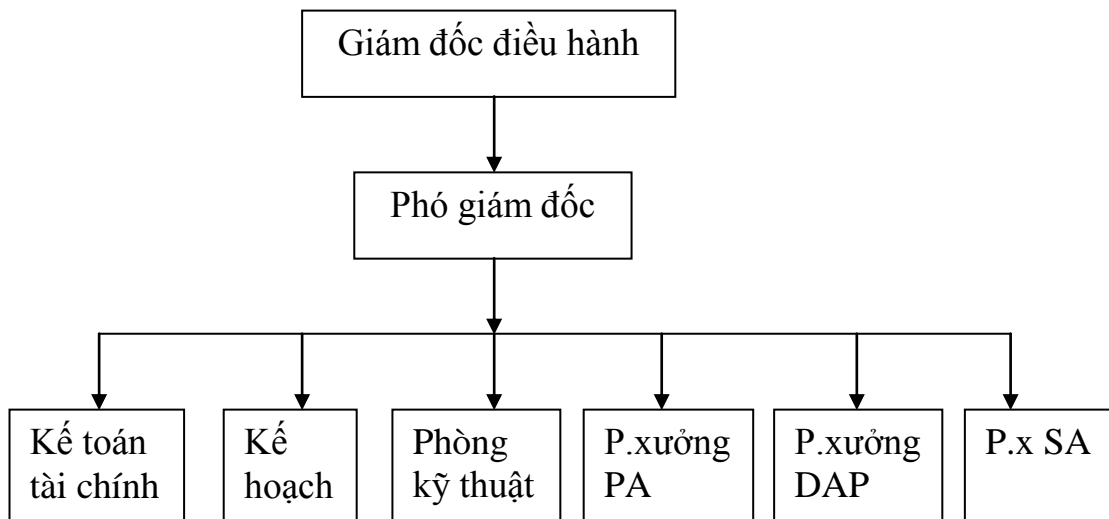 Giám đốc điều hành
Phó giám đốc
Kế toán
tài chính
Kế
hoạch
Phòng
kỹ thuật
P.xưởng
PA
P.xưởng
DAP
P.x SA